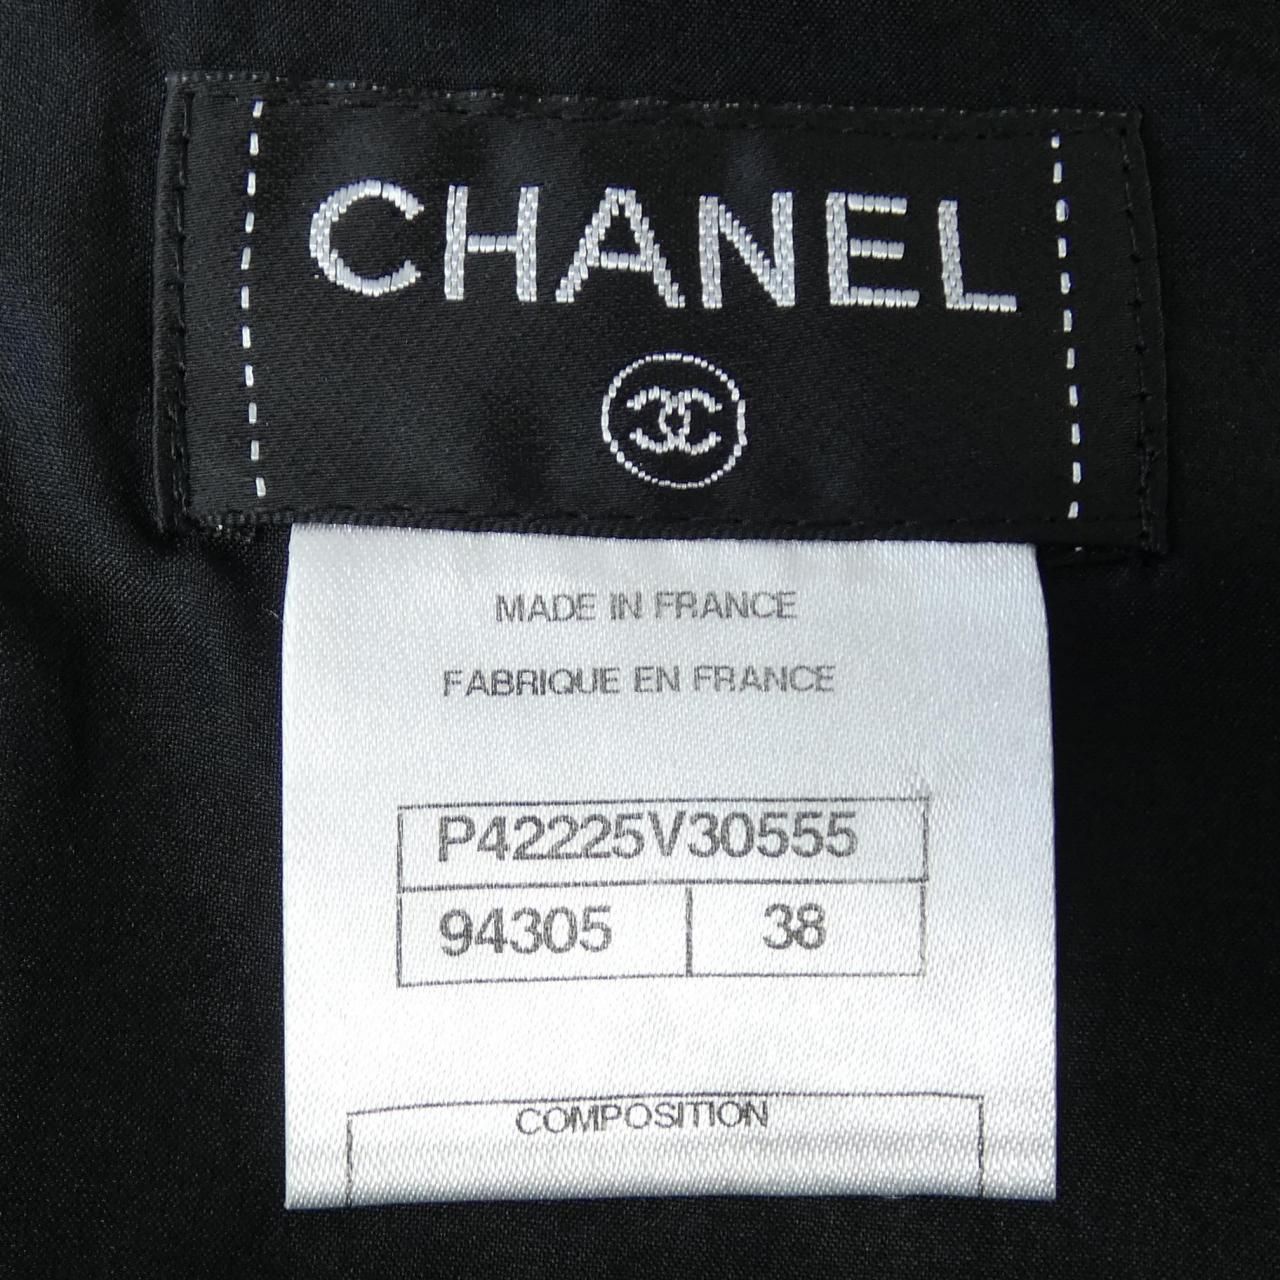 CHANEL
MADE IN FRANCE
FABRIQUE EN FRANCE
P42225V30555
94305 38
COMPOSITION